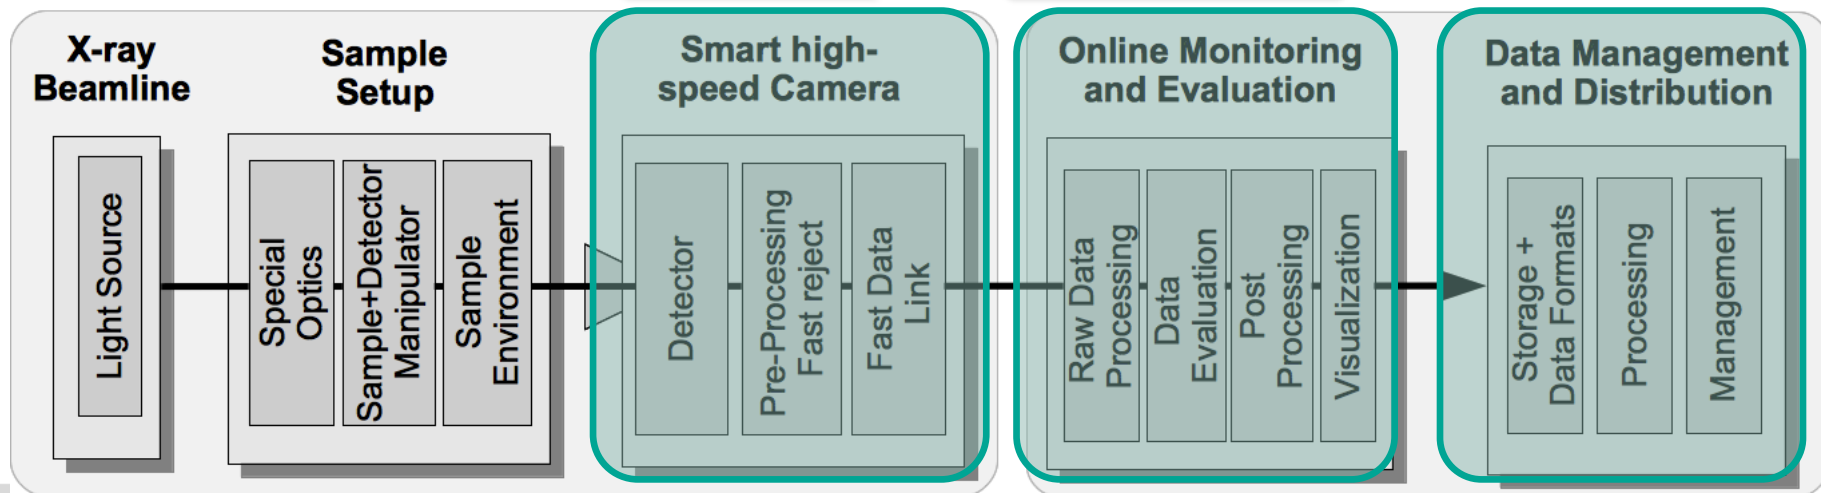 X-ray
Beamline
Light Source
Sample
Setup
Special
Optics
Sample+Detector
Manipulator
Sample
Environment
Smart high-
speed Camera
Detector
Pre-Processing
Fast reject
Fast Data
Link
Online Monitoring
and Evaluation
Raw Data
Processing
Data
Evaluation
Post
Processing
Visualization
Data Management
and Distribution
Storage +
Data Formats
Processing
Management